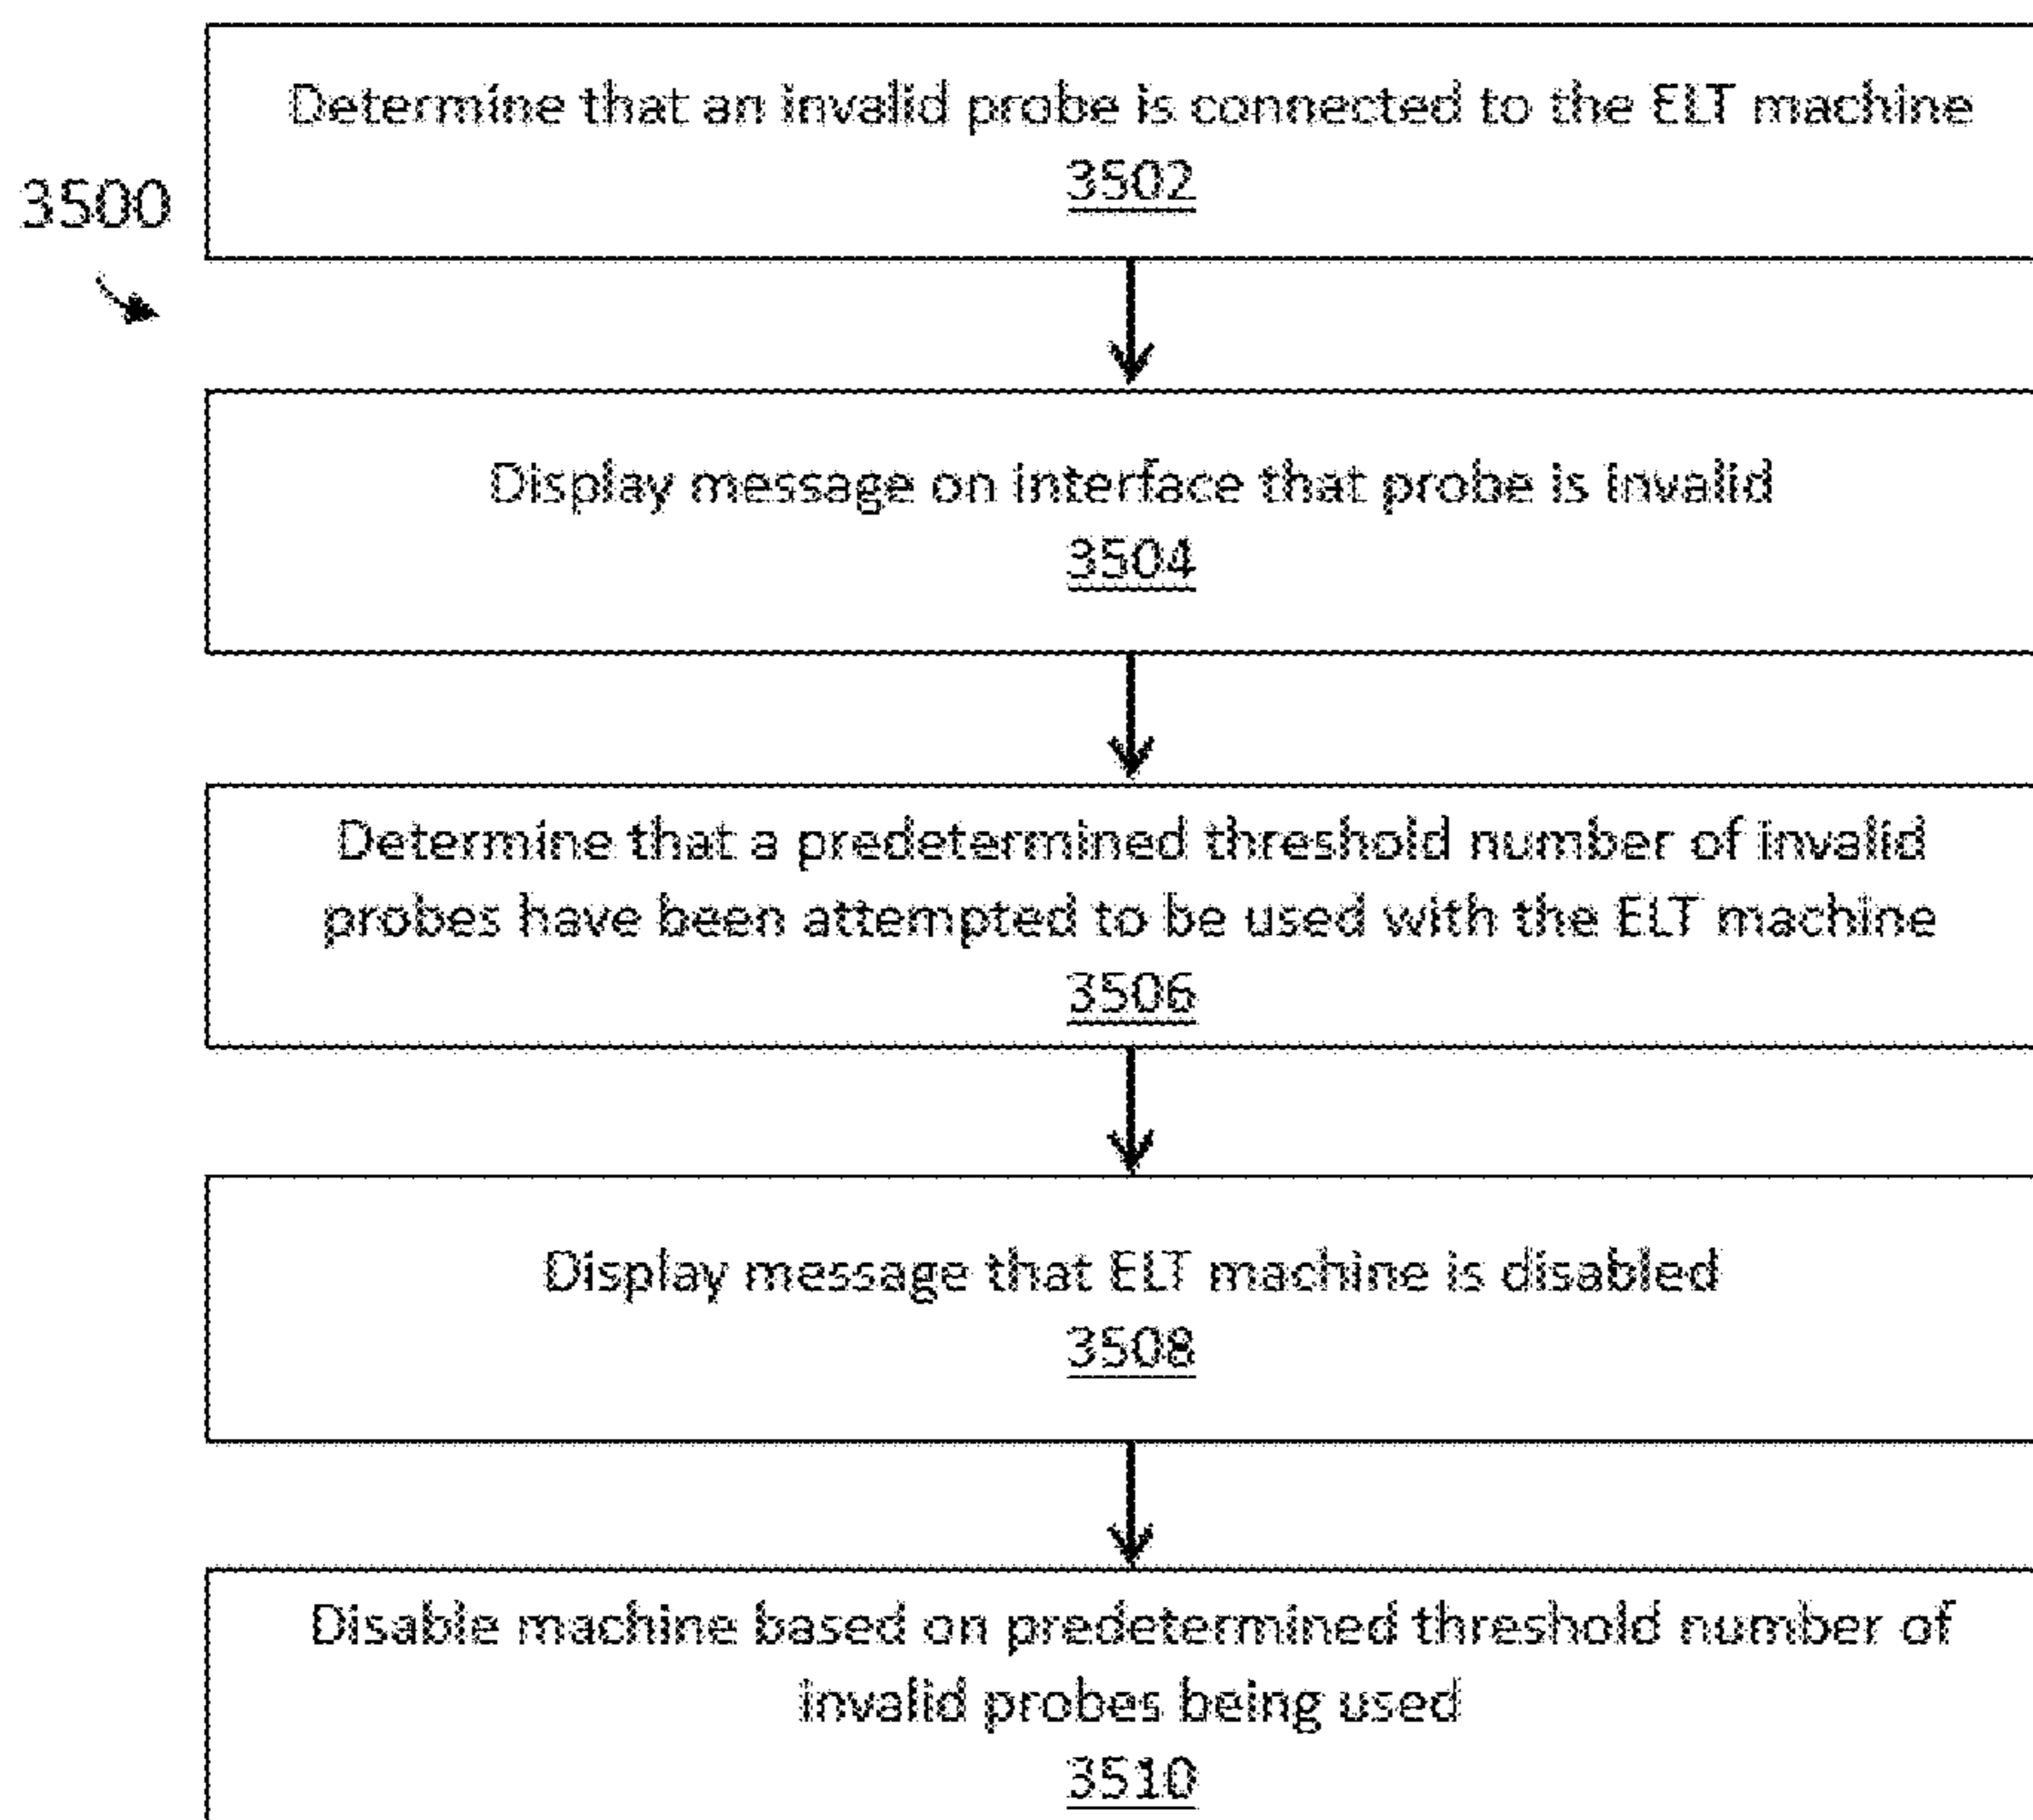 Determine that an invalid probe is connected to the ELT machine
3502
3500
Display message on interface that probe is invalid
3504
Determine that a predetermined threshold number of invalid
probes have been attempted to be used with the ELT machine
3506
Display message that ELT machine is disabled
3508
Disable machine based on predetermined threshold number of
invalid probes being used
3510